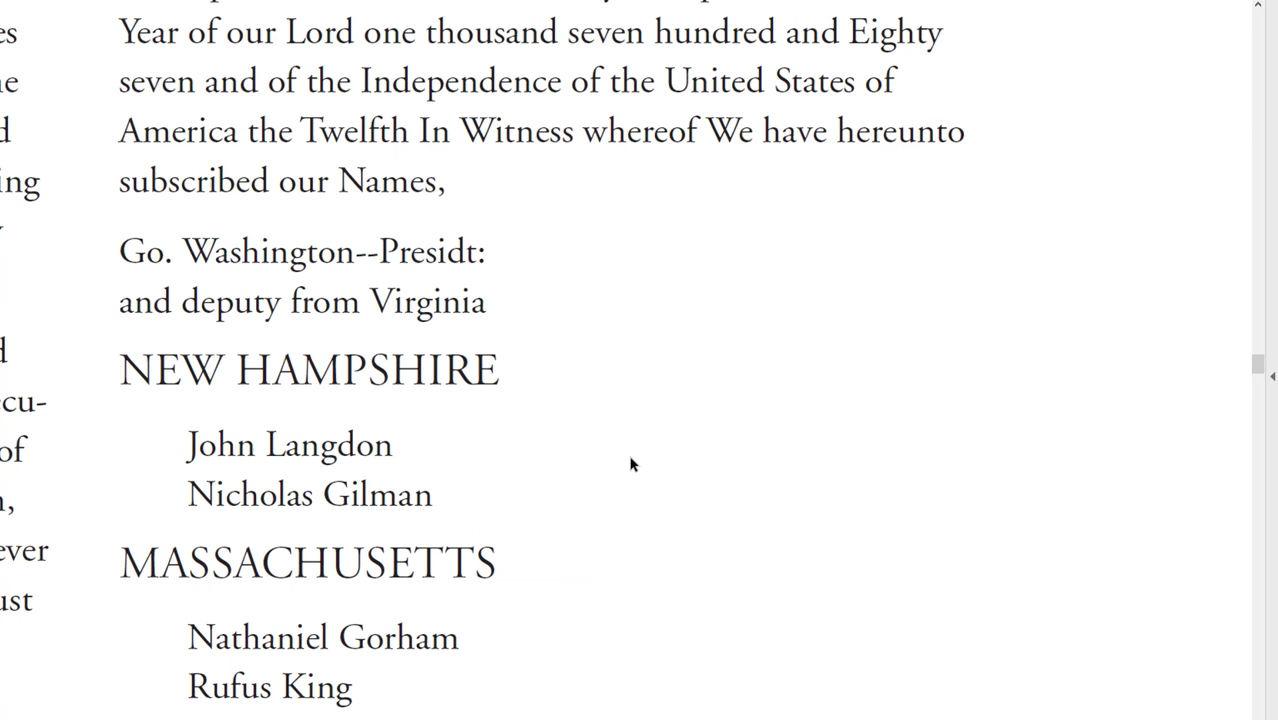 Year of our Lord one thousand seven hundred and Eighty
seven and of the Independence of the United States of
America the Twelfth In Witness whereof We have hereunto
subscribed our Names,
Go. Washington--Presidt:
and deputy from Virginia
NEW HAMPSHIRE
John Langdon
Nicholas Gilman
MASSACHUSETTS
Nathaniel Gorham
Rufus King